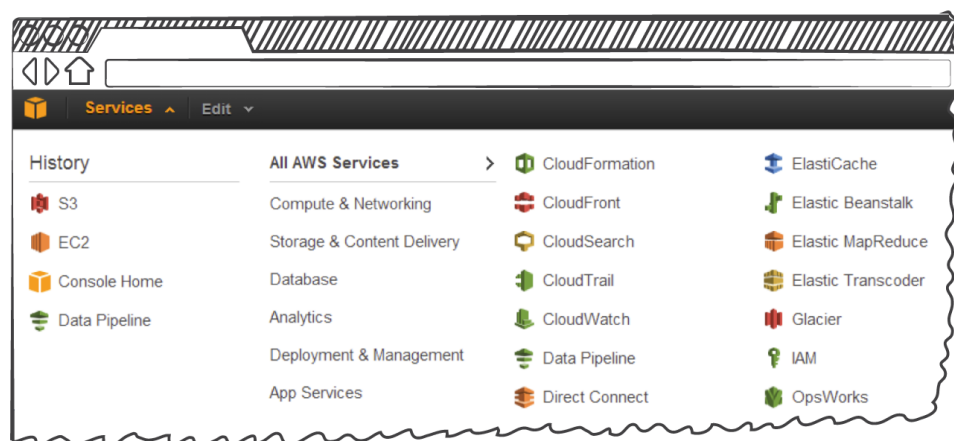 Services Edit
History
S3
EC2
Console Home
Data Pipeline
All AWS Services
Compute & Networking
Storage & Content Delivery
Database
Analytics
Deployment & Management
App Services
CloudFormation
CloudFront
CloudSearch
CloudTrail
CloudWatch
Data Pipeline
Direct Connect
ElastiCache
Elastic Beanstalk
Elastic MapReduce
Elastic Transcoder
Glacier
IAM
OpsWorks